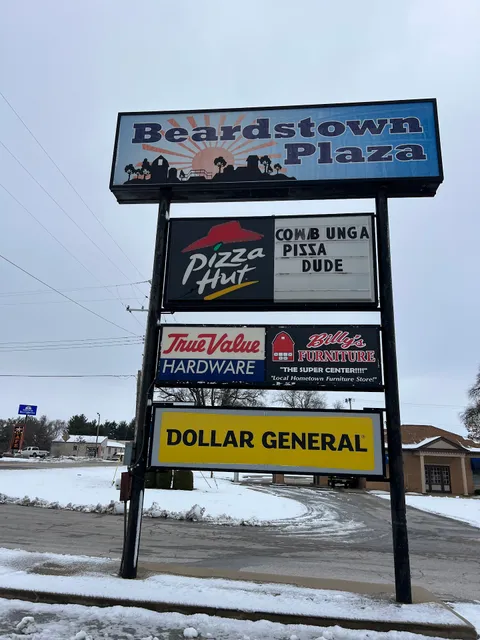 Beardstown
Plaza
Pizza
Hut
COWABUNGA
PIZZA
DUDE
True Value
HARDWARE
Billy's
FURNITURE
"THE SUPER CENTER!!!!"
"Local Hometown Furniture Store!"
DOLLAR GENERAL